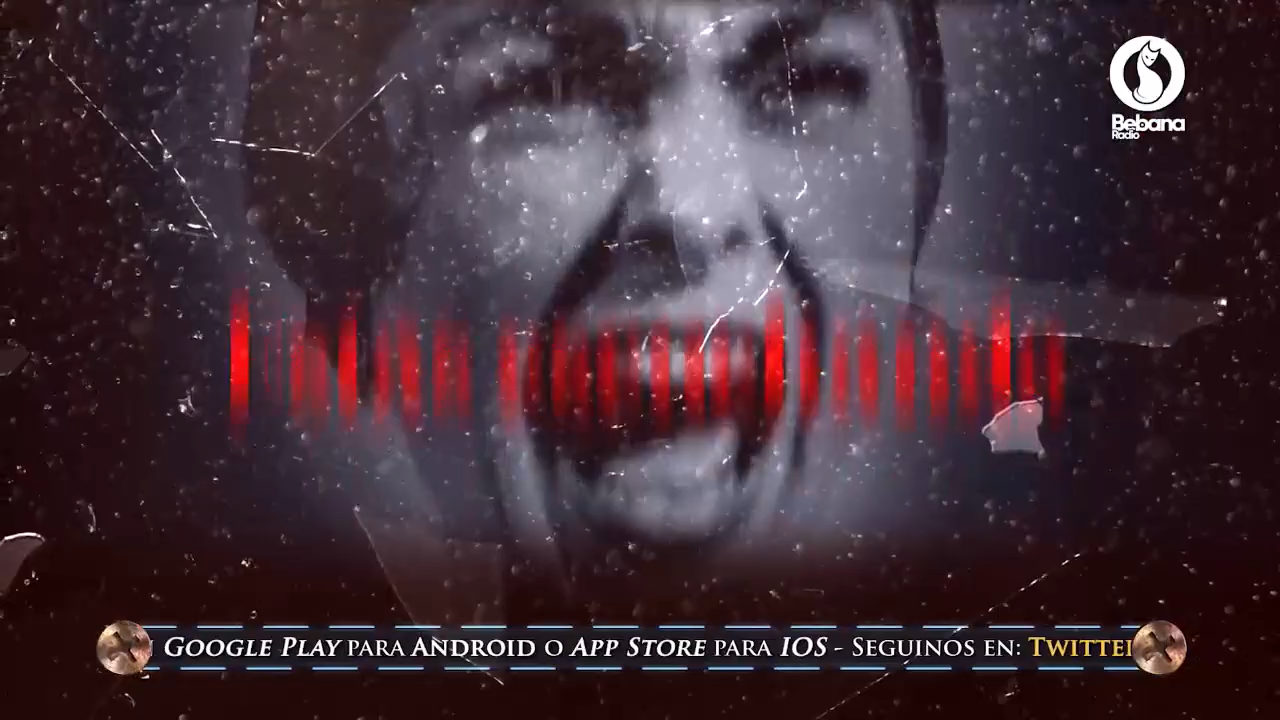 Bebana
Radio
GOOGLE PLAY PARA ANDROID O APP STORE PARA IOS - SEGUINOS EN: